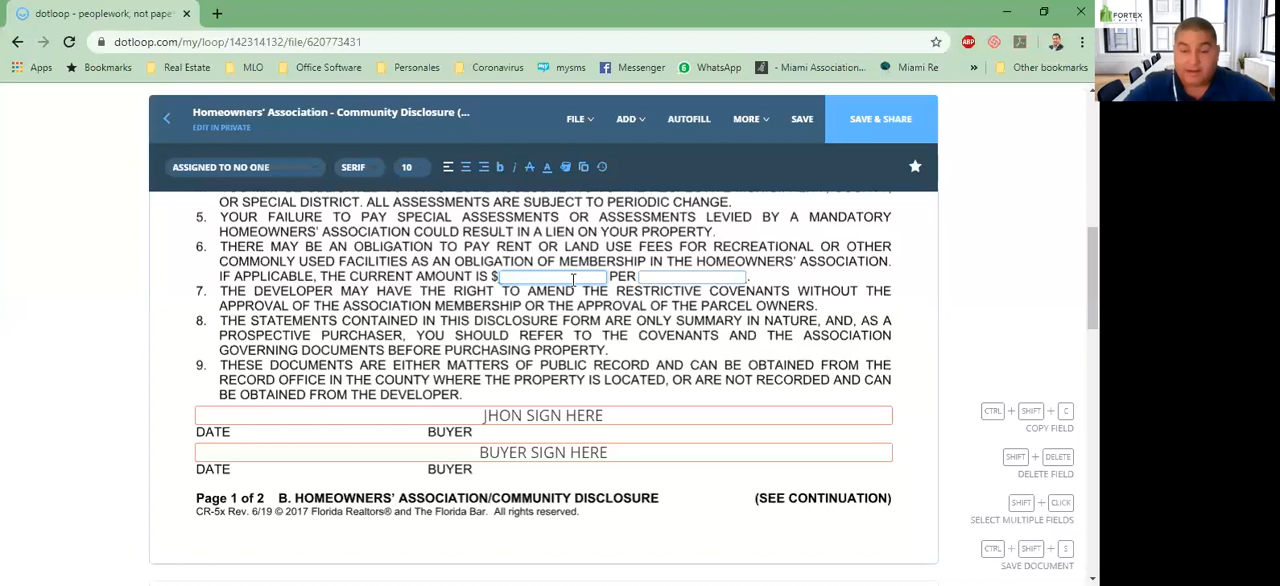 dotloop - peoplework, not pape
dotloop.com/my/loop/142314132/file/620773431
ABP
Apps Bookmarks Real Estate MLO Office Software Personales Coronavirus mysms Messenger WhatsApp - Miami Association... Miami Re » Other bookmarks
FORTEX
Homeowners' Association - Community Disclosure (...
EDIT IN PRIVATE
FILE ADD AUTOFILL MORE SAVE SAVE & SHARE
ASSIGNED TO NO ONE SERIF 10 b i A A
OR SPECIAL DISTRICT. ALL ASSESSMENTS ARE SUBJECT TO PERIODIC CHANGE.
5. YOUR FAILURE TO PAY SPECIAL ASSESSMENTS OR ASSESSMENTS LEVIED BY A MANDATORY
HOMEOWNERS' ASSOCIATION COULD RESULT IN A LIEN ON YOUR PROPERTY.
6. THERE MAY BE AN OBLIGATION TO PAY RENT OR LAND USE FEES FOR RECREATIONAL OR OTHER
COMMONLY USED FACILITIES AS AN OBLIGATION OF MEMBERSHIP IN THE HOMEOWNERS' ASSOCIATION.
IF APPLICABLE, THE CURRENT AMOUNT IS $ PER .
7. THE DEVELOPER MAY HAVE THE RIGHT TO AMEND THE RESTRICTIVE COVENANTS WITHOUT THE
APPROVAL OF THE ASSOCIATION MEMBERSHIP OR THE APPROVAL OF THE PARCEL OWNERS.
8. THE STATEMENTS CONTAINED IN THIS DISCLOSURE FORM ARE ONLY SUMMARY IN NATURE, AND, AS A
PROSPECTIVE PURCHASER, YOU SHOULD REFER TO THE COVENANTS AND THE ASSOCIATION
GOVERNING DOCUMENTS BEFORE PURCHASING PROPERTY.
9. THESE DOCUMENTS ARE EITHER MATTERS OF PUBLIC RECORD AND CAN BE OBTAINED FROM THE
RECORD OFFICE IN THE COUNTY WHERE THE PROPERTY IS LOCATED, OR ARE NOT RECORDED AND CAN
BE OBTAINED FROM THE DEVELOPER.
JHON SIGN HERE
DATE BUYER
BUYER SIGN HERE
DATE BUYER
Page 1 of 2 B. HOMEOWNERS' ASSOCIATION/COMMUNITY DISCLOSURE (SEE CONTINUATION)
CR-5x Rev. 6/19 © 2017 Florida Realtors® and The Florida Bar. All rights reserved.
CTRL + SHIFT + C
COPY FIELD
SHIFT + DELETE
DELETE FIELD
SHIFT + CLICK
SELECT MULTIPLE FIELDS
CTRL + SHIFT + S
SAVE DOCUMENT